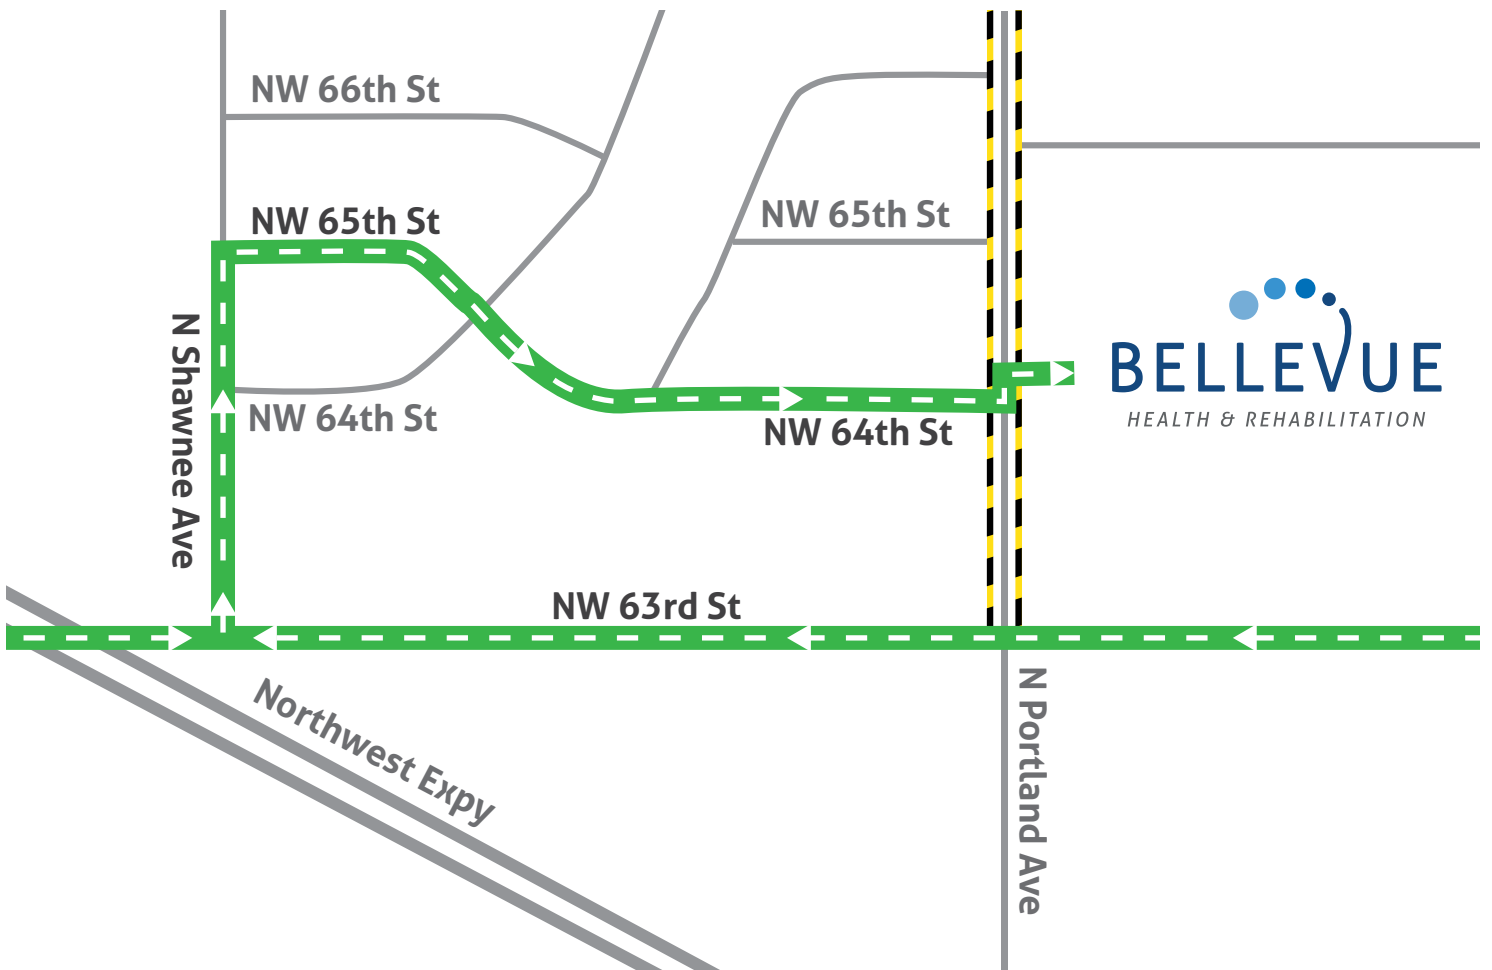 NW 66th St
NW 65th St
NW 65th St
N Shawnee Ave
NW 64th St
NW 64th St
BELLEVUE
HEALTH & REHABILITATION
NW 63rd St
Northwest Expy
N Portland Ave